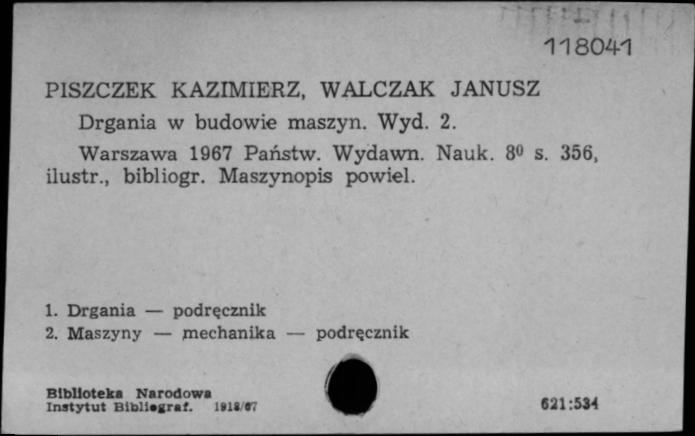 118041
PISZCZEK KAZIMIERZ, WALCZAK JANUSZ
Drgania w budowie maszyn. Wyd. 2.
Warszawa 1967 Państw. Wydawn. Nauk. 8⁰ s. 356,
ilustr., bibliogr. Maszynopis powiel.
1. Drgania — podręcznik
2. Maszyny — mechanika — podręcznik
Biblioteka Narodowa
Instytut Bibliograf. 1918/67
621:534